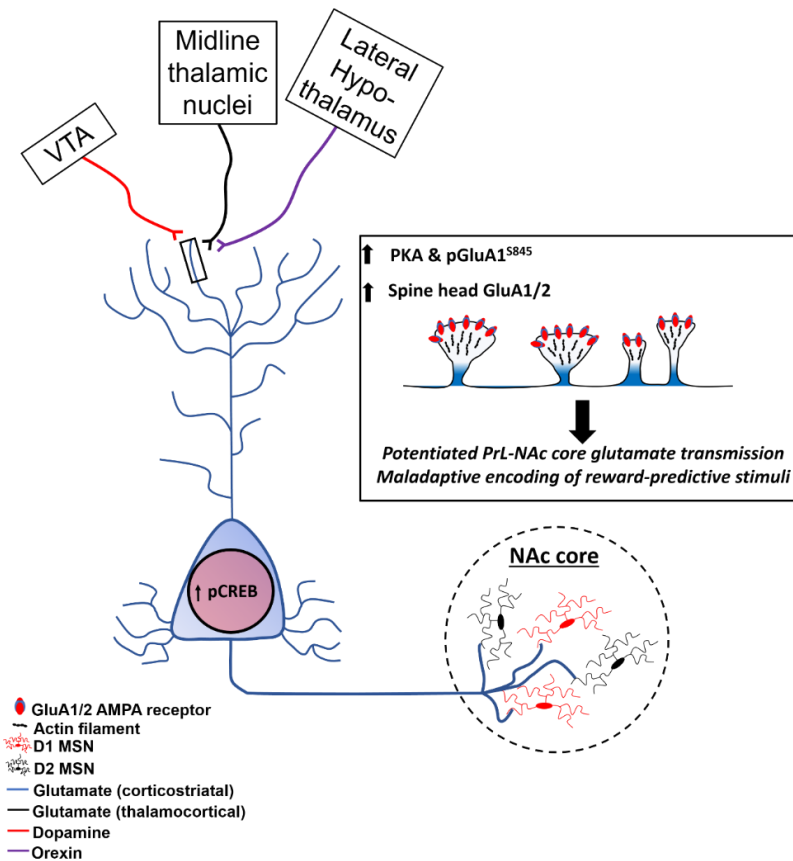 VTA
Midline
thalamic
nuclei
Lateral
Hypo-
thalamus
⬆ PKA & pGluA1^S845
⬆ Spine head GluA1/2
Potentiated PrL-NAc core glutamate transmission
Maladaptive encoding of reward-predictive stimuli
↑ pCREB
NAc core
GluA1/2 AMPA receptor
Actin filament
D1 MSN
D2 MSN
Glutamate (corticostriatal)
Glutamate (thalamocortical)
Dopamine
Orexin